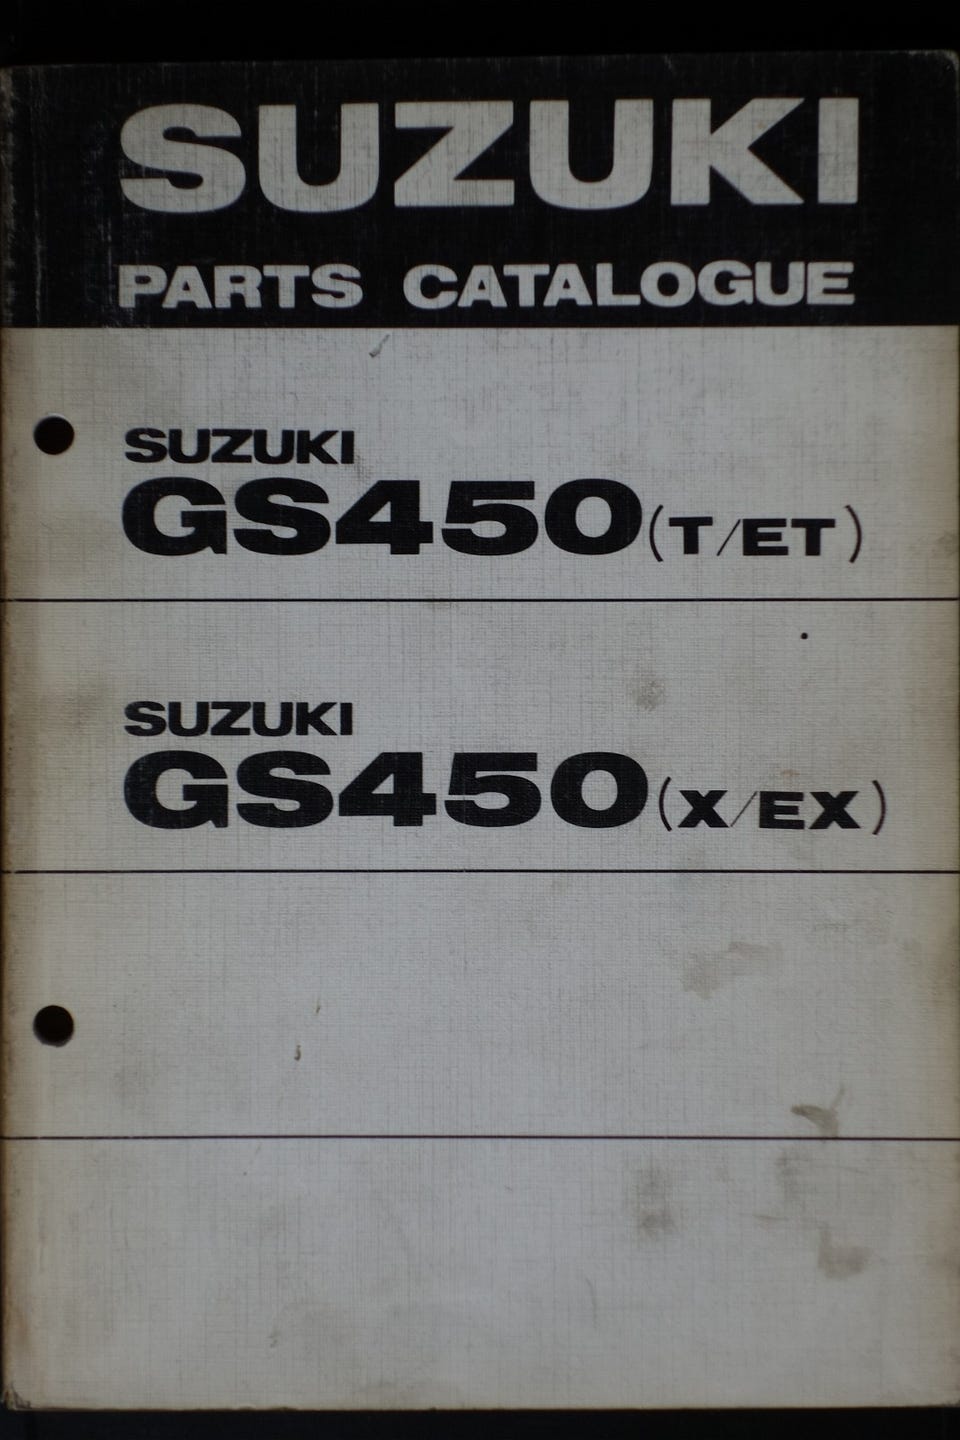 SUZUKI
PARTS CATALOGUE
SUZUKI
GS450(T/ET)
SUZUKI
GS450(X/EX)